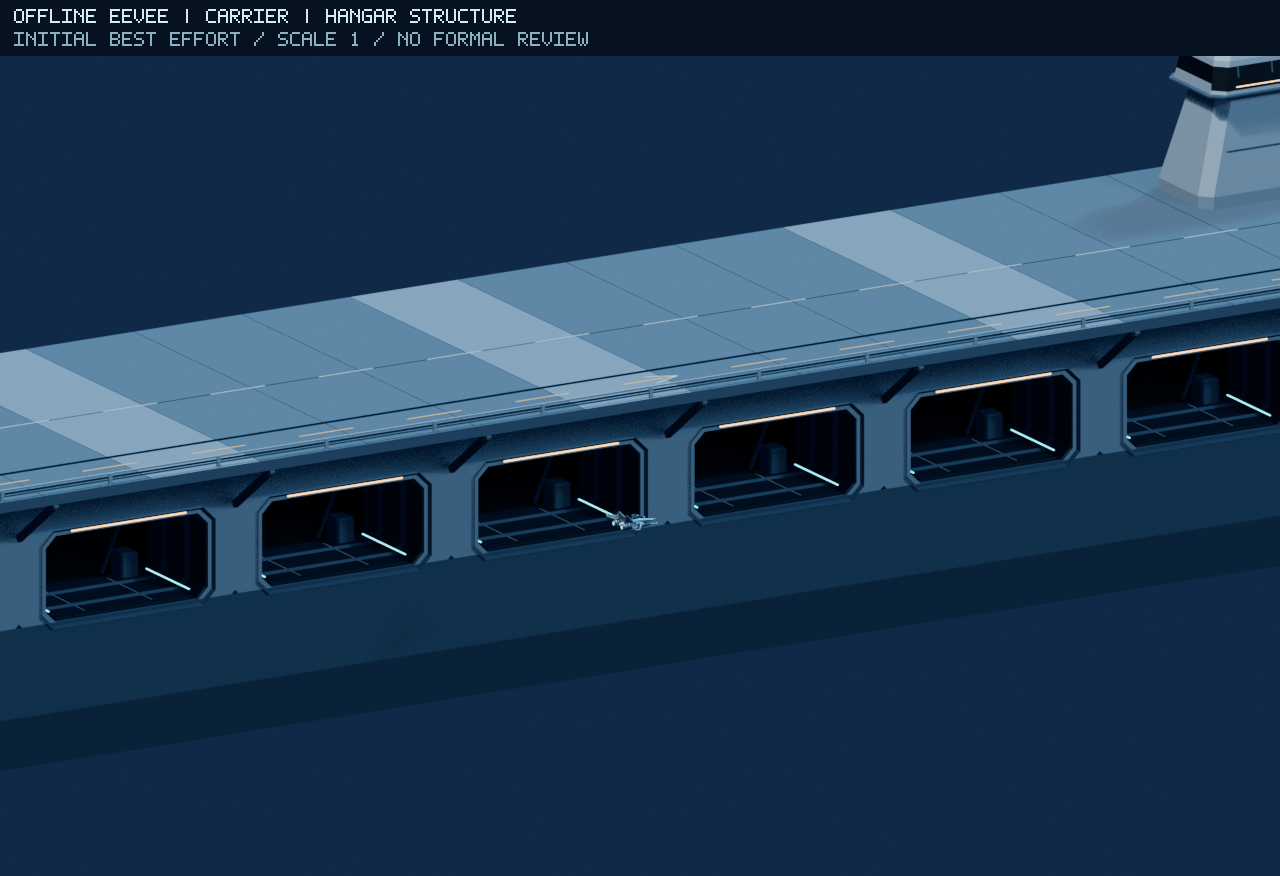 OFFLINE EEVEE | CARRIER | HANGAR STRUCTURE
INITIAL BEST EFFORT / SCALE 1 / NO FORMAL REVIEW